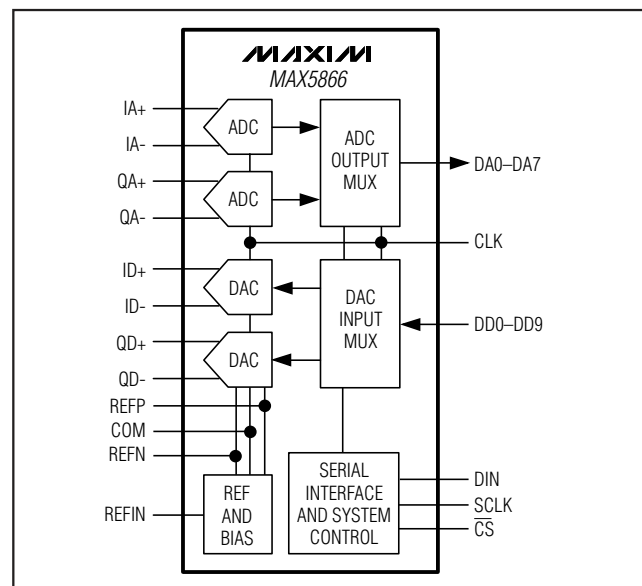 MAXIM
MAX5866
IA+
IA-
QA+
QA-
ID+
ID-
QD+
QD-
REFP
COM
REFN
REFIN
ADC
ADC
DAC
DAC
REF
AND
BIAS
ADC
OUTPUT
MUX
DAC
INPUT
MUX
SERIAL
INTERFACE
AND SYSTEM
CONTROL
DA0–DA7
CLK
DD0–DD9
DIN
SCLK
C̅S̅